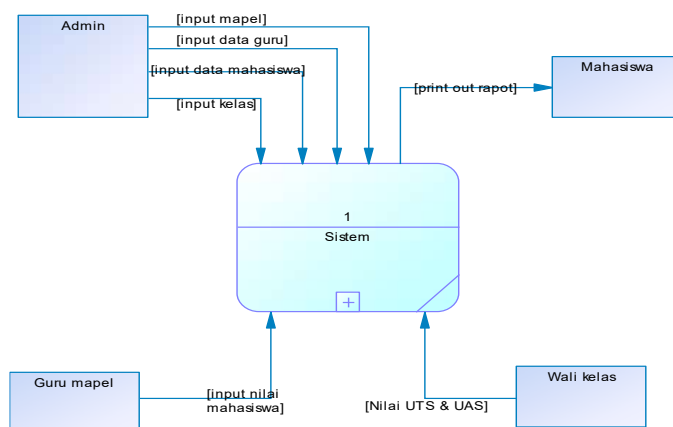 Admin
[input mapel]
[input data guru]
[input data mahasiswa]
[input kelas]
[print out rapot]
Mahasiswa
1
Sistem
Guru mapel
[input nilai
mahasiswa]
[Nilai UTS & UAS]
Wali kelas